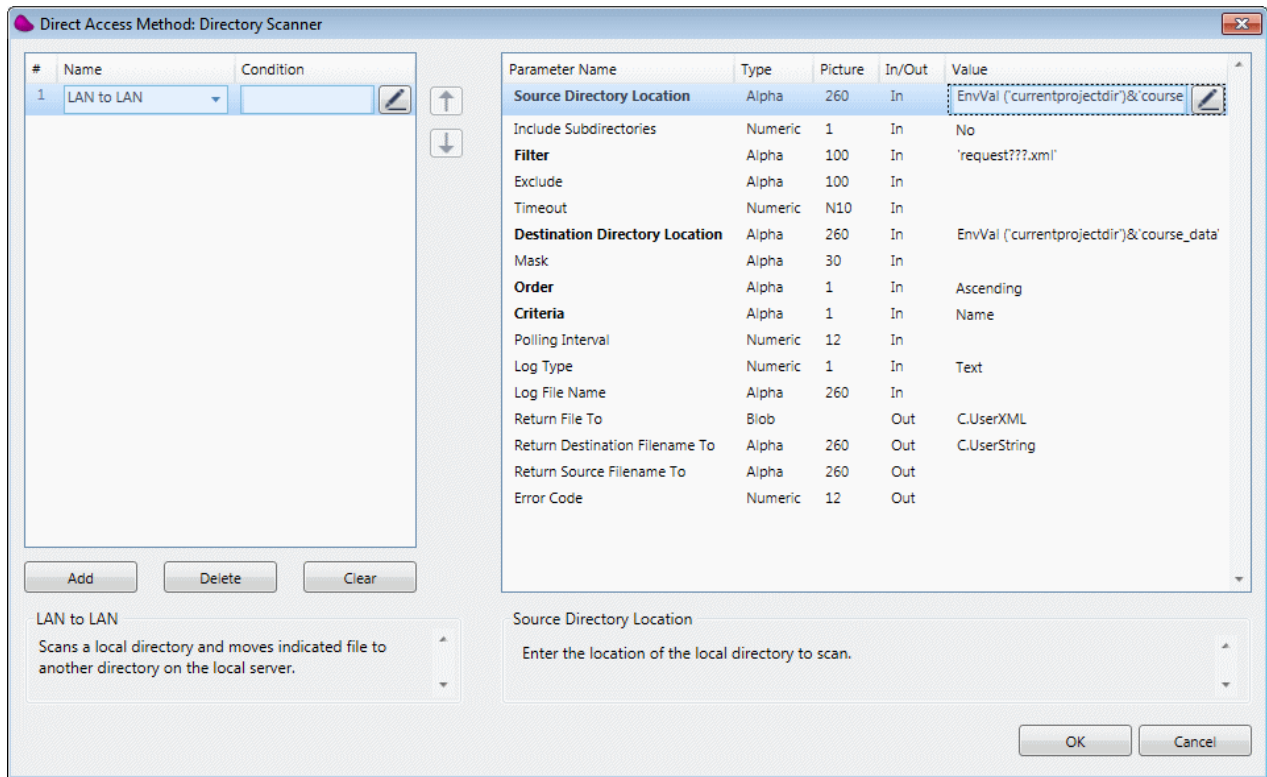 Direct Access Method: Directory Scanner
# Name Condition
1 LAN to LAN
Add Delete Clear
LAN to LAN
Scans a local directory and moves indicated file to
another directory on the local server.
Parameter Name Type Picture In/Out Value
Source Directory Location Alpha 260 In EnvVal ('currentprojectdir')&'course
Include Subdirectories Numeric 1 In No
Filter Alpha 100 In 'request???.xml'
Exclude Alpha 100 In
Timeout Numeric N10 In
Destination Directory Location Alpha 260 In EnvVal ('currentprojectdir')&'course_data'
Mask Alpha 30 In
Order Alpha 1 In Ascending
Criteria Alpha 1 In Name
Polling Interval Numeric 12 In
Log Type Numeric 1 In Text
Log File Name Alpha 260 In
Return File To Blob Out C.UserXML
Return Destination Filename To Alpha 260 Out C.UserString
Return Source Filename To Alpha 260 Out
Error Code Numeric 12 Out
Source Directory Location
Enter the location of the local directory to scan.
OK Cancel